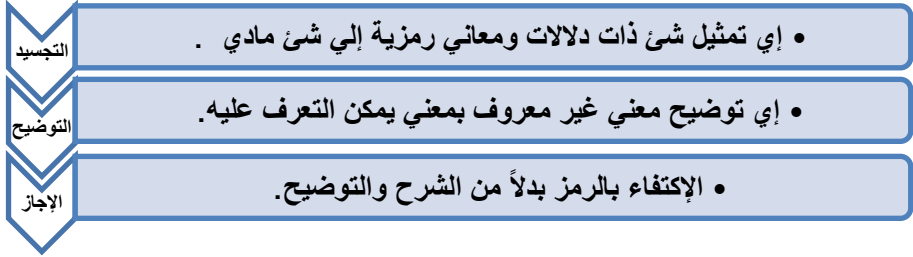 التجسيد
• إي تمثيل شئ ذات دلالات ومعاني رمزية إلي شئ مادي .
التوضيح
• إي توضيح معني غير معروف بمعني يمكن التعرف عليه.
الإجاز
• الإكتفاء بالرمز بدلاً من الشرح والتوضيح.